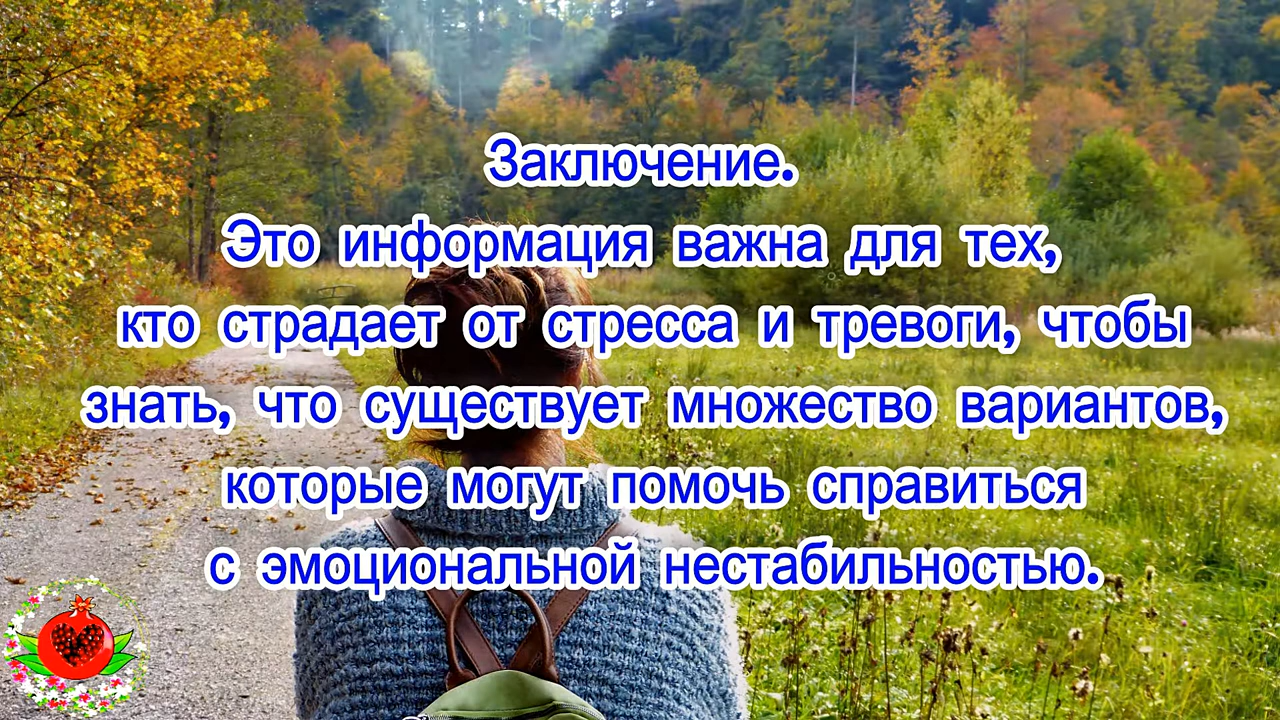 Заключение.
Это информация важна для тех,
кто страдает от стресса и тревоги, чтобы
знать, что существует множество вариантов,
которые могут помочь справиться
с эмоциональной нестабильностью.